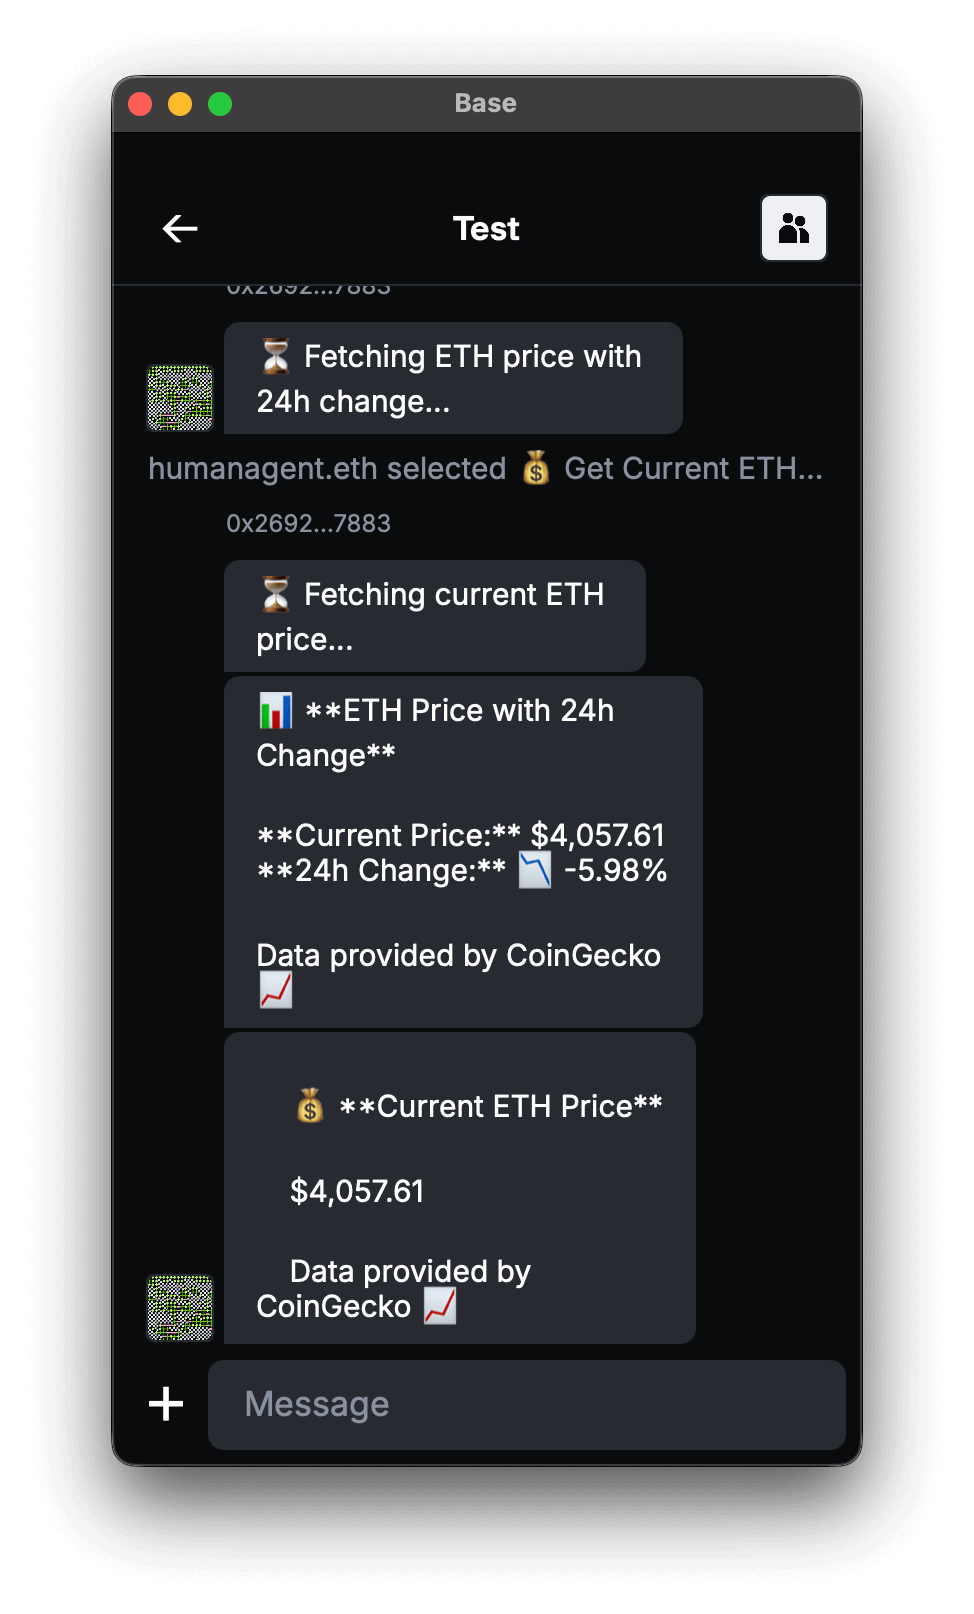 Base
Test
0x2692...7883
⏳ Fetching ETH price with
24h change...
humanagent.eth selected 💰 Get Current ETH...
0x2692...7883
⏳ Fetching current ETH
price...
📊 **ETH Price with 24h
Change**
**Current Price:** $4,057.61
**24h Change:** 📉 -5.98%
Data provided by CoinGecko
📈
💰 **Current ETH Price**
$4,057.61
Data provided by
CoinGecko 📈
Message